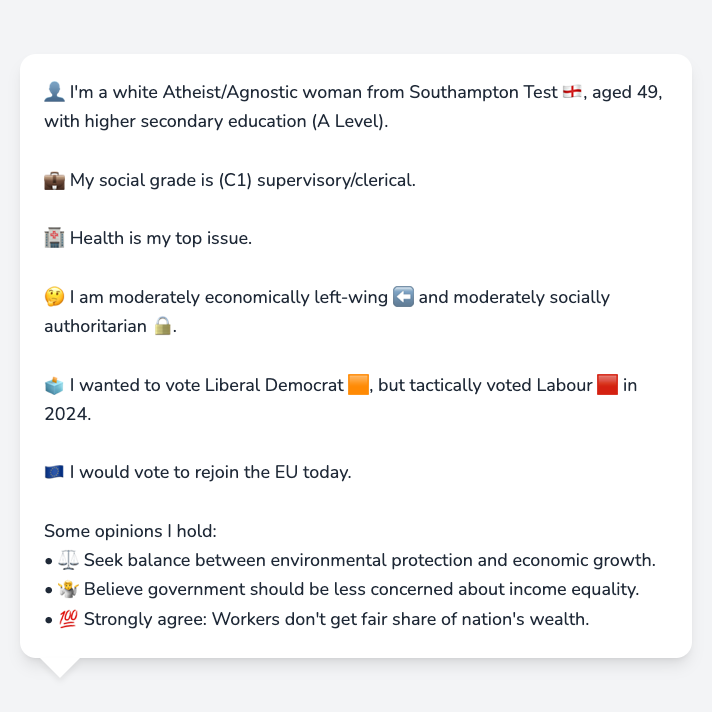 👤 I'm a white Atheist/Agnostic woman from Southampton Test 🏴󠁧󠁢󠁥󠁮󠁧󠁿, aged 49,
with higher secondary education (A Level).
💼 My social grade is (C1) supervisory/clerical.
🏥 Health is my top issue.
🤔 I am moderately economically left-wing ⬅️ and moderately socially
authoritarian 🔒.
🗳️ I wanted to vote Liberal Democrat 🟧, but tactically voted Labour 🟥 in
2024.
🇪🇺 I would vote to rejoin the EU today.
Some opinions I hold:
• ⚖️ Seek balance between environmental protection and economic growth.
• 🤷 Believe government should be less concerned about income equality.
• 💯 Strongly agree: Workers don't get fair share of nation's wealth.